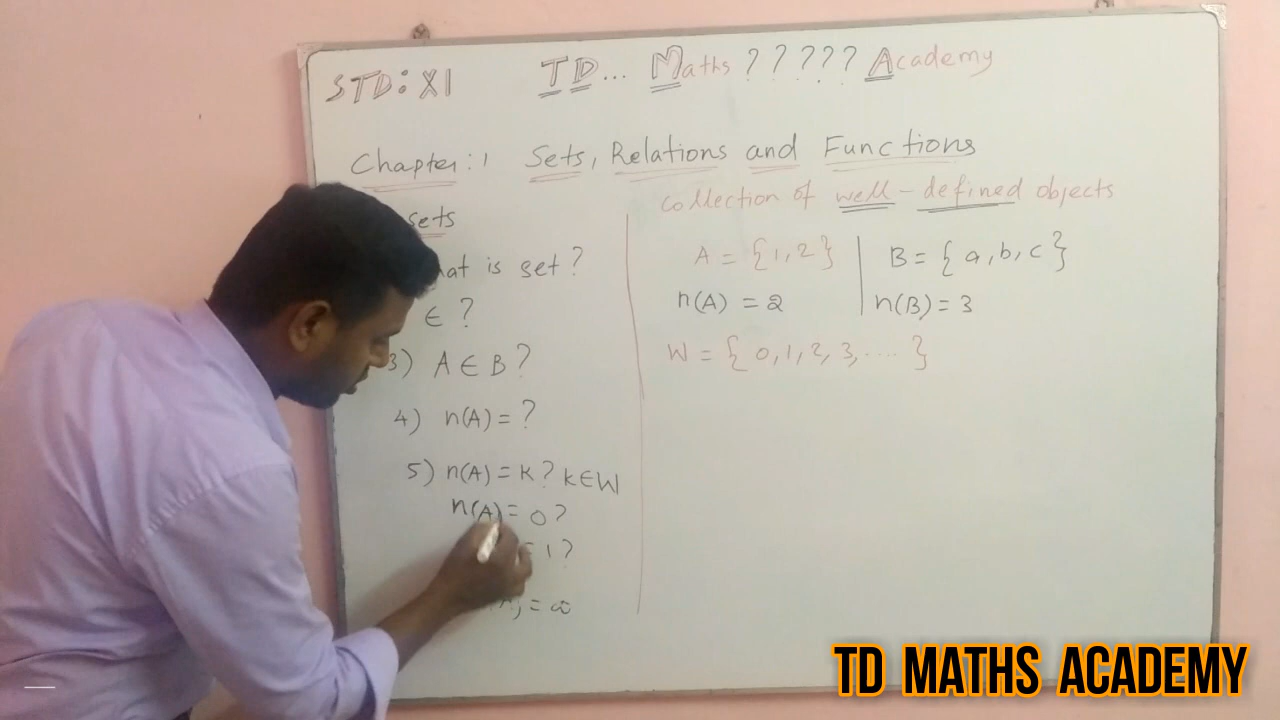 STD: XI TD... Maths ????? Academy
Chapter: 1 Sets, Relations and Functions
sets
is set?
∈ ?
3) A ∈ B ?
4) n(A) = ?
5) n(A) = K ? K ∈ W
n(A) = 0 ?
= 1 ?
collection of well-defined objects
A = {1, 2} B = {a, b, c}
n(A) = 2 n(B) = 3
W = {0, 1, 2, 3, .... }
TD MATHS ACADEMY